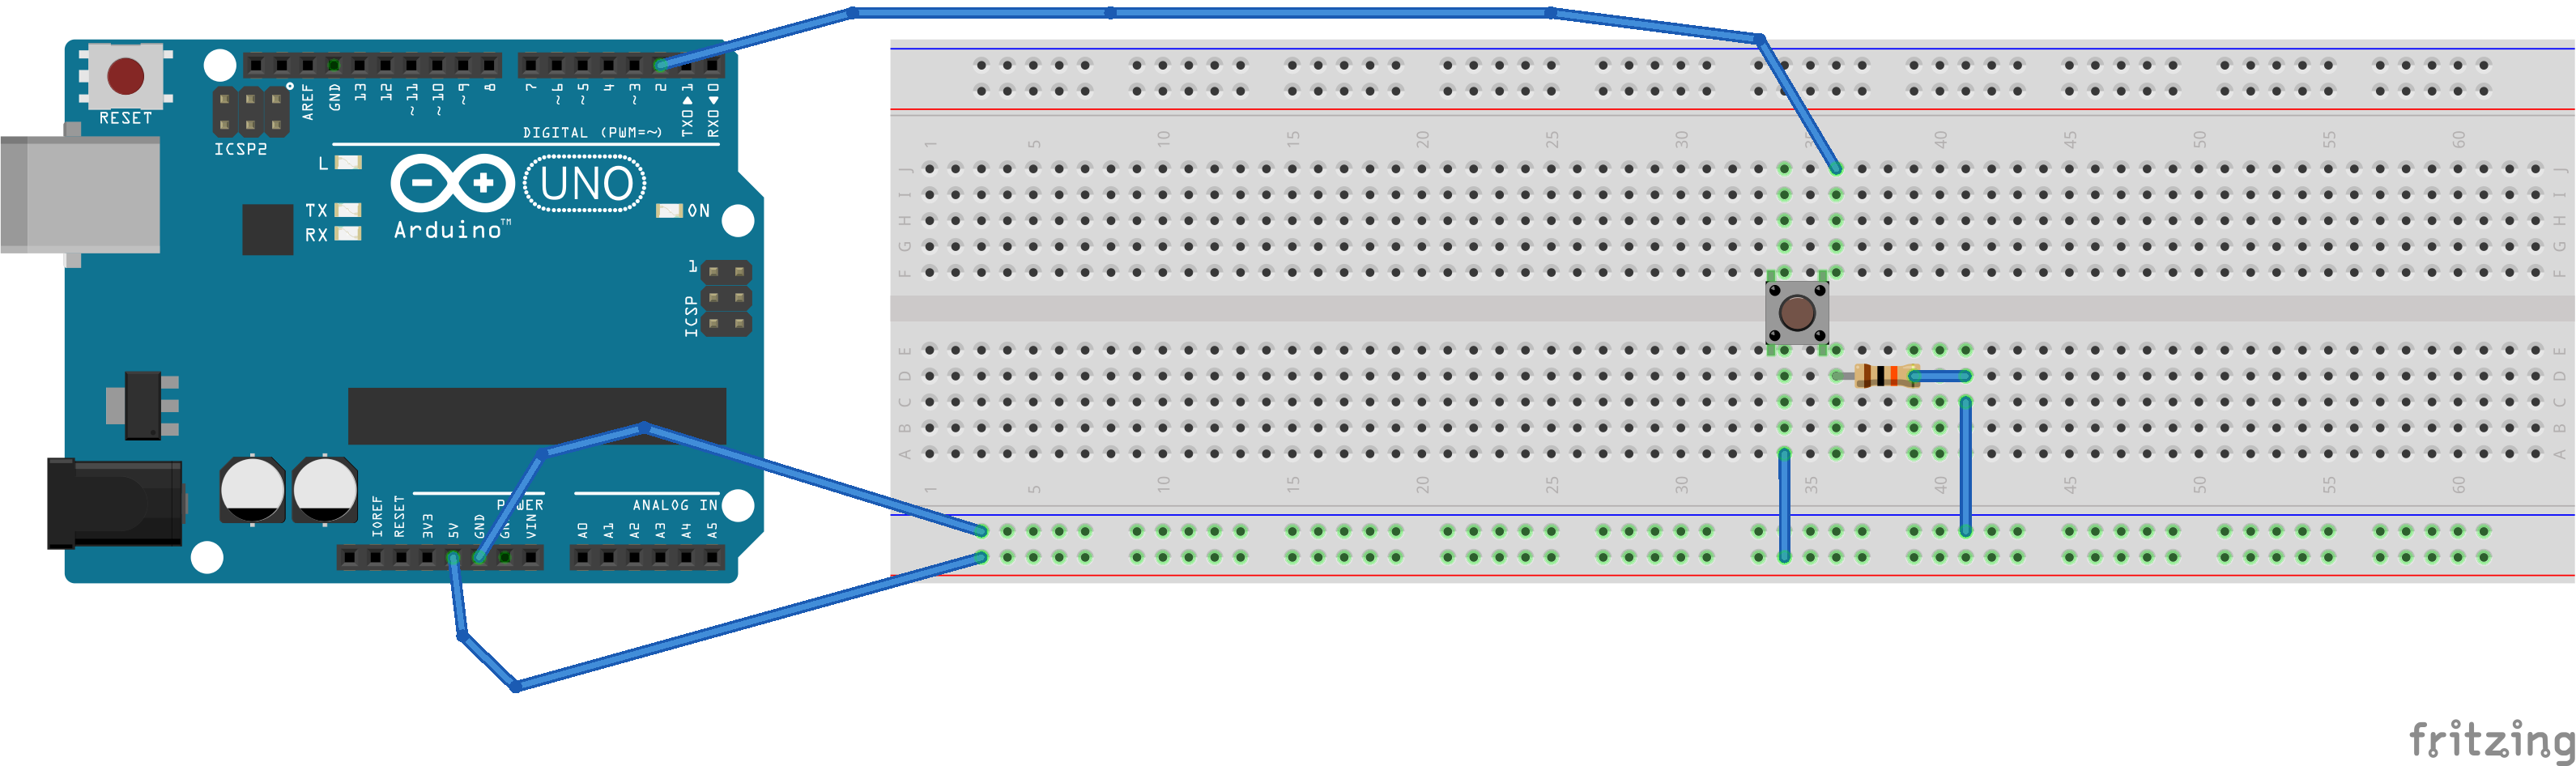 RESET
ICSP2
AREF
GND
13
12
~11
~10
~9
8
7
~6
~5
4
~3
2
TX0▶1
RX0◀0
DIGITAL (PWM=~)
L
TX
RX
Arduino™
UNO
ON
1
ICSP
POWER
ANALOG IN
IOREF
RESET
3V3
5V
GND
GND
VIN
A0
A1
A2
A3
A4
A5
1 5 10 15 20 25 30 35 40 45 50 55 60
J J
I I
H H
G G
F F
E E
D D
C C
B B
A A
1 5 10 15 20 25 30 35 40 45 50 55 60
fritzing